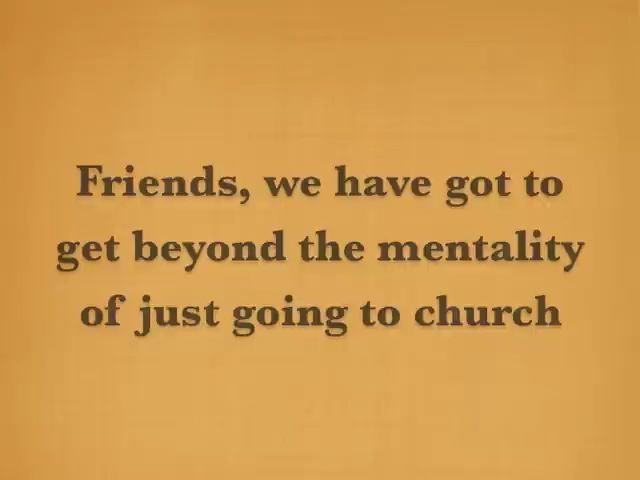 Friends, we have got to
get beyond the mentality
of just going to church